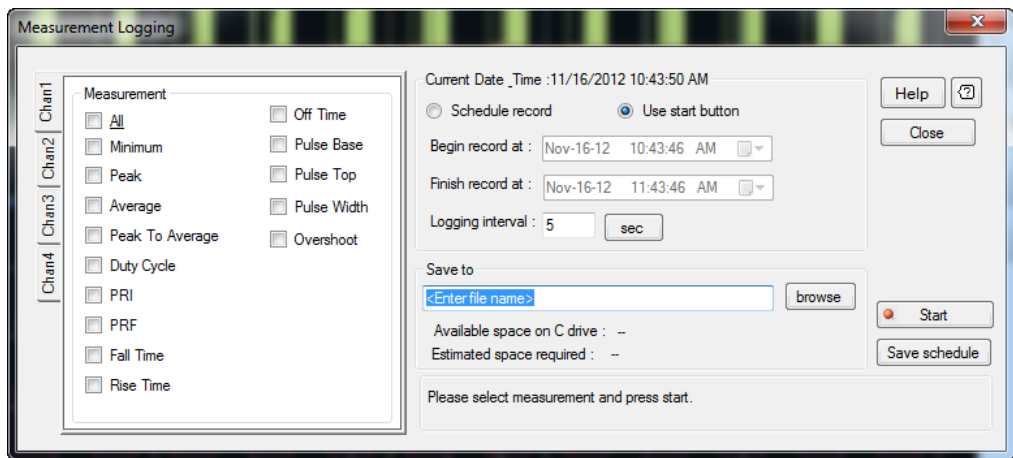 Measurement Logging
Chan1
Chan2
Chan3
Chan4
Measurement
All
Minimum
Peak
Average
Peak To Average
Duty Cycle
PRI
PRF
Fall Time
Rise Time
Off Time
Pulse Base
Pulse Top
Pulse Width
Overshoot
Current Date _Time :11/16/2012 10:43:50 AM
Schedule record Use start button
Begin record at : Nov-16-12 10:43:46 AM
Finish record at : Nov-16-12 11:43:46 AM
Logging interval : 5 sec
Save to
<Enter file name> browse
Available space on C drive : --
Estimated space required : --
Please select measurement and press start.
Help ?
Close
Start
Save schedule